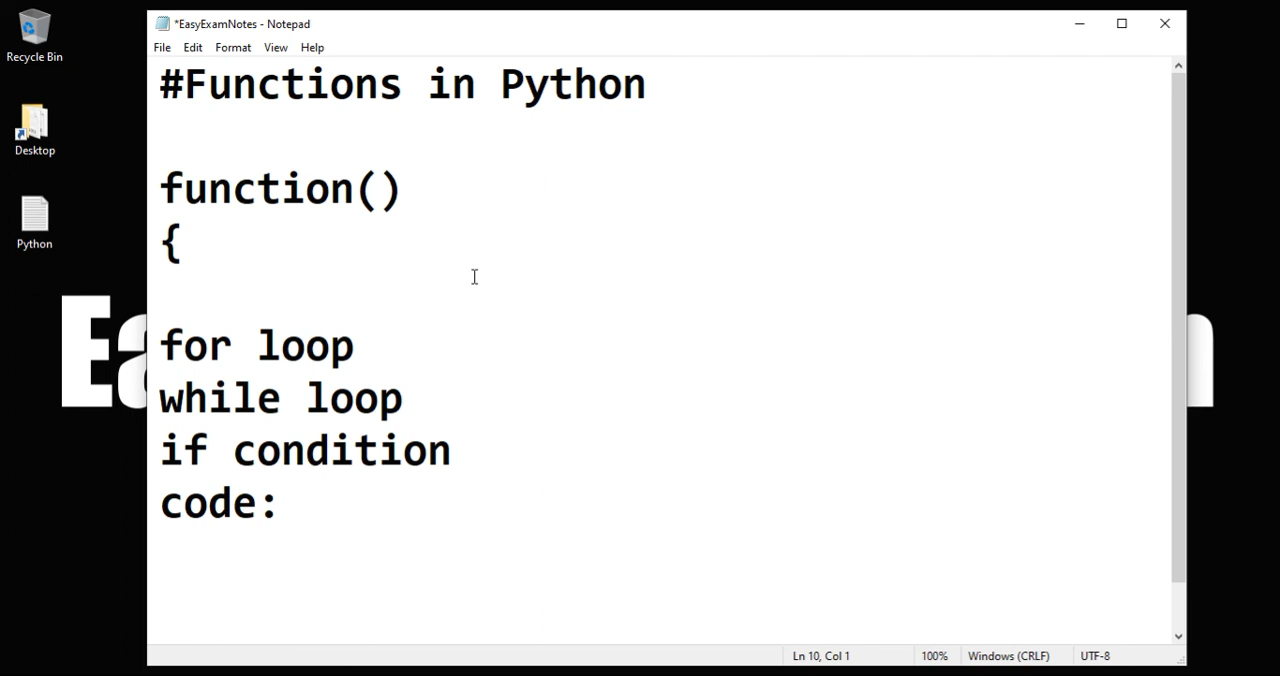 *EasyExamNotes - Notepad
File Edit Format View Help
Recycle Bin
Desktop
Python
#Functions in Python
function()
{
for loop
while loop
if condition
code:
Ln 10, Col 1 100% Windows (CRLF) UTF-8